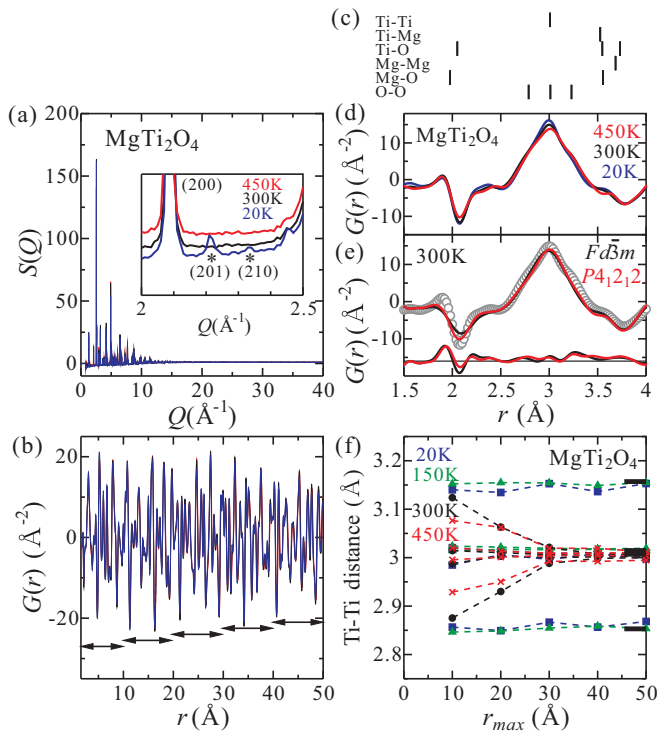 (c)
Ti-Ti
Ti-Mg
Ti-O
Mg-Mg
Mg-O
O-O
(a)
200
150
100
50
0
S(Q)
MgTi₂O₄
(200)
450K
300K
20K
* *
(201) (210)
2 2.5
Q(Å⁻¹)
0 10 20 30 40
Q(Å⁻¹)
(d)
MgTi₂O₄
450K
300K
20K
10
0
-10
G(r) (Å⁻²)
(e)
300K
Fd3̄m
P4₁2₁2
10
0
-10
G(r) (Å⁻²)
1.5 2 2.5 3 3.5 4
r (Å)
(b)
20
0
-20
G(r) (Å⁻²)
0 10 20 30 40 50
r (Å)
(f)
MgTi₂O₄
20K
150K
300K
450K
3.2
3.1
3.0
2.9
2.8
Ti-Ti distance (Å)
0 10 20 30 40 50
r_max (Å)